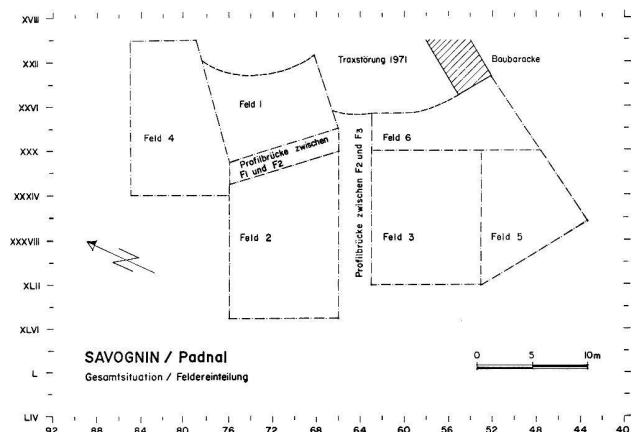 XVIII
XXII
XXVI
XXX
XXXIV
XXXVIII
XLII
XLVI
L
LIV
Traxstörung 1971
Baubaracke
Feld 1
Feld 4
Feld 6
Profilbrücke zwischen
F1 und F2
Profilbrücke zwischen F2 und F3
Feld 2
Feld 3
Feld 5
SAVOGNIN / Padnal
Gesamtsituation / Feldereinteilung
0 5 10m
92 88 84 80 76 72 68 64 60 56 52 48 44 40